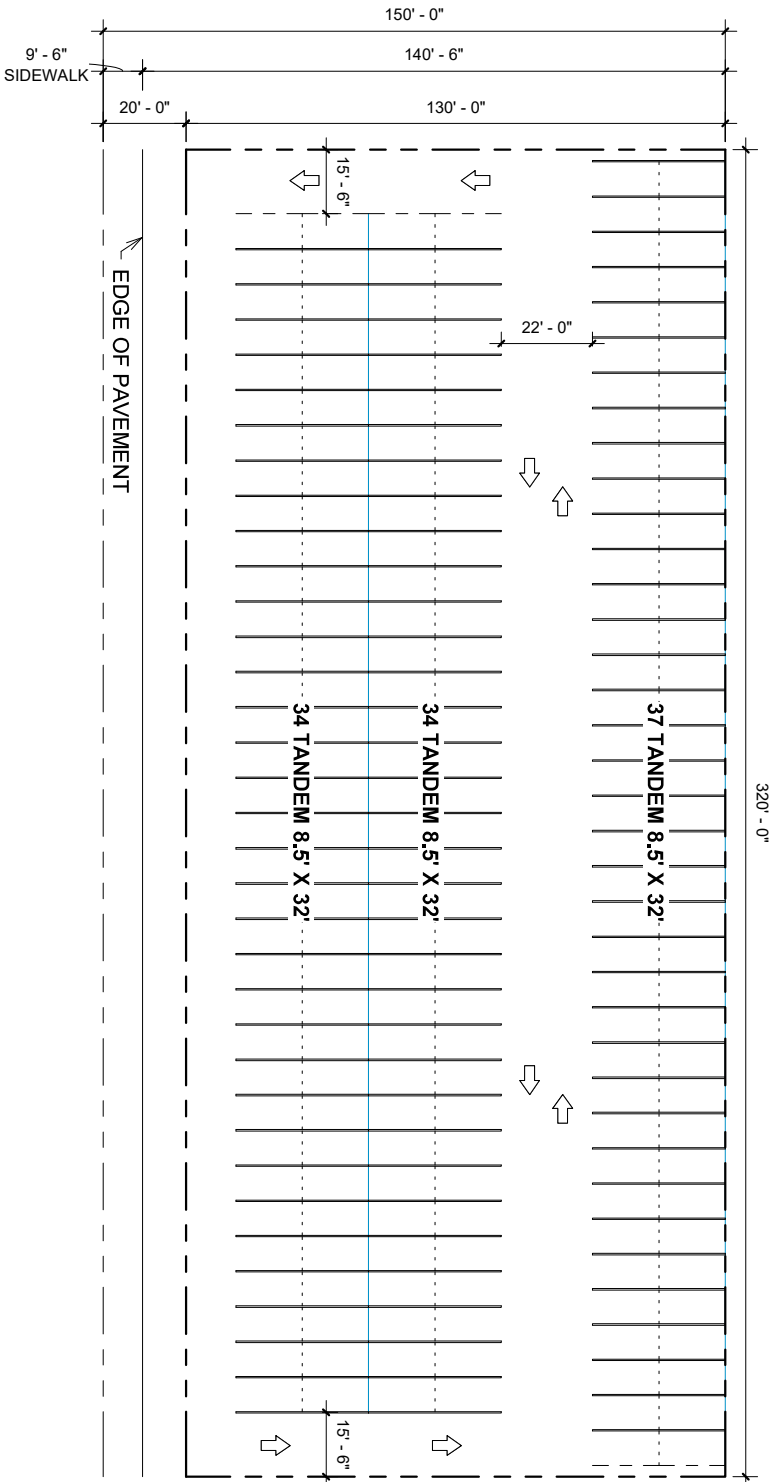 150' - 0"
9' - 6"
SIDEWALK
140' - 6"
20' - 0"
130' - 0"
15' - 6"
EDGE OF PAVEMENT
22' - 0"
34 TANDEM 8.5' X 32'
34 TANDEM 8.5' X 32'
37 TANDEM 8.5' X 32'
320' - 0"
15' - 6"